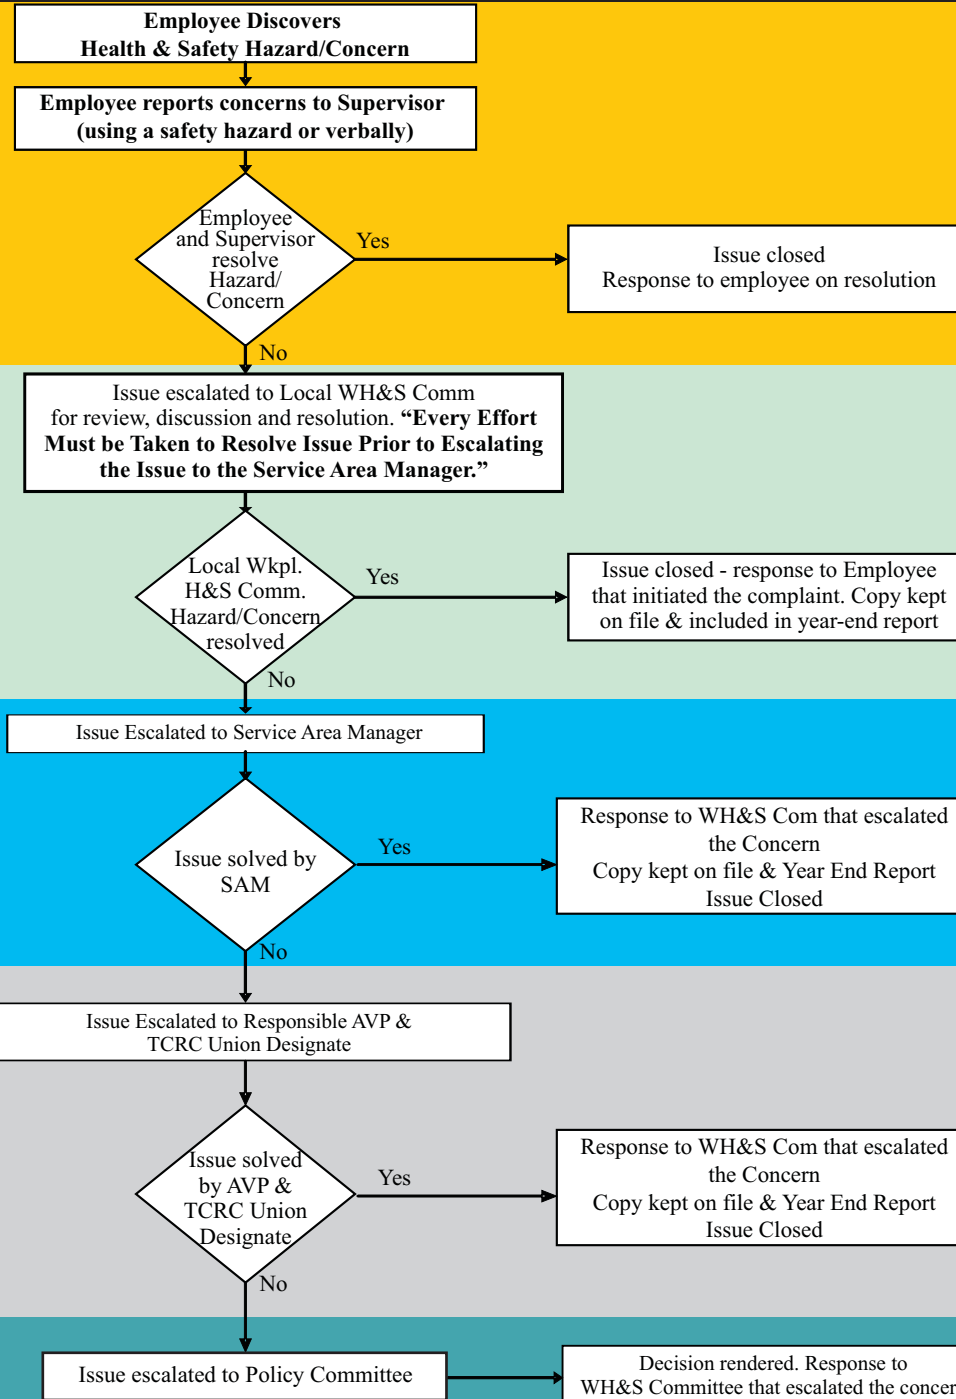 Employee Discovers
Health & Safety Hazard/Concern
Employee reports concerns to Supervisor
(using a safety hazard or verbally)
Employee
and Supervisor
resolve
Hazard/
Concern
Yes
Issue closed
Response to employee on resolution
No
Issue escalated to Local WH&S Comm
for review, discussion and resolution. “Every Effort
Must be Taken to Resolve Issue Prior to Escalating
the Issue to the Service Area Manager.”
Local Wkpl.
H&S Comm.
Hazard/Concern
resolved
Yes
Issue closed - response to Employee
that initiated the complaint. Copy kept
on file & included in year-end report
No
Issue Escalated to Service Area Manager
Issue solved by
SAM
Yes
Response to WH&S Com that escalated
the Concern
Copy kept on file & Year End Report
Issue Closed
No
Issue Escalated to Responsible AVP &
TCRC Union Designate
Issue solved
by AVP &
TCRC Union
Designate
Yes
Response to WH&S Com that escalated
the Concern
Copy kept on file & Year End Report
Issue Closed
No
Issue escalated to Policy Committee
Decision rendered. Response to
WH&S Committee that escalated the concer